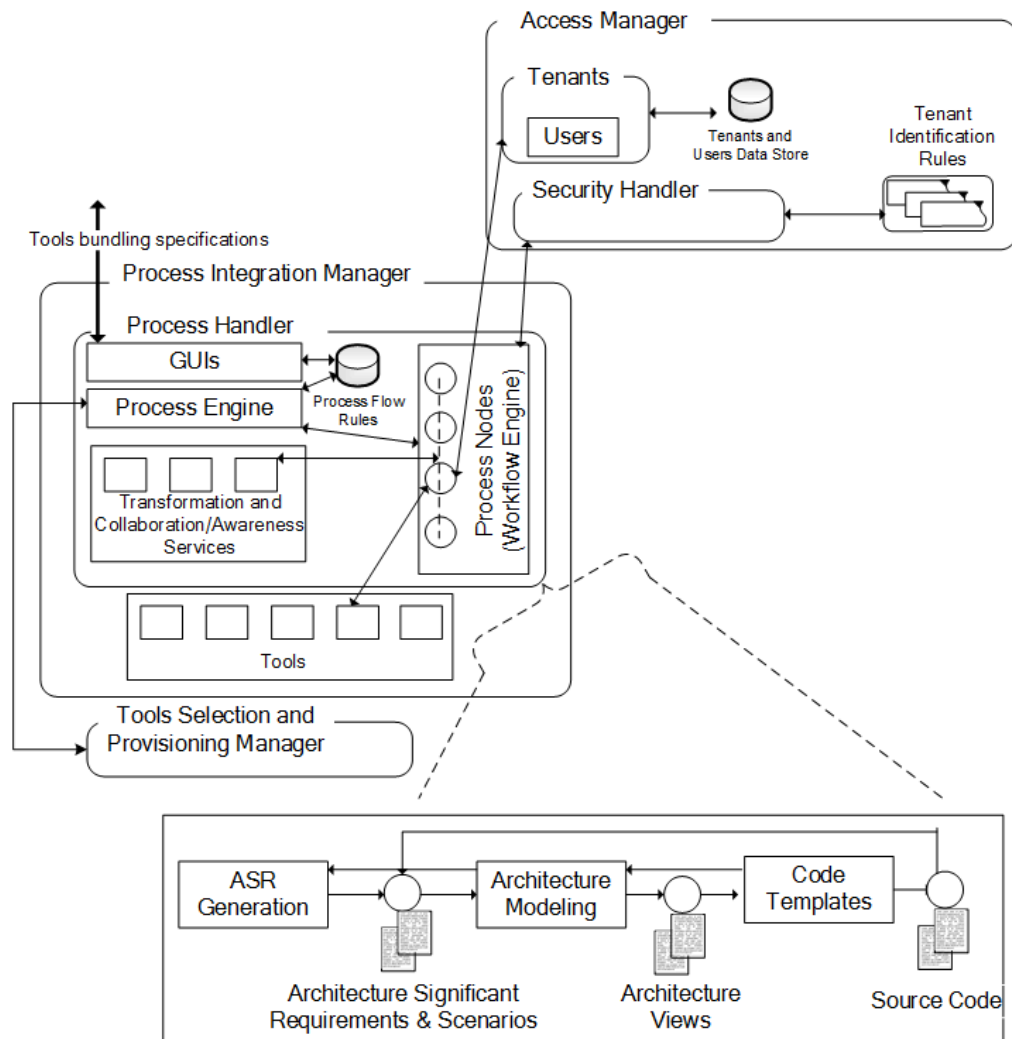 Access Manager
Tenants
Users
Tenants and
Users Data Store
Tenant
Identification
Rules
Security Handler
Tools bundling specifications
Process Integration Manager
Process Handler
GUIs
Process Engine
Process Flow
Rules
Process Nodes
(Workflow Engine)
Transformation and
Collaboration/Awareness
Services
Tools
Tools Selection and
Provisioning Manager
ASR
Generation
Architecture
Modeling
Code
Templates
Architecture Significant
Requirements & Scenarios
Architecture
Views
Source Code